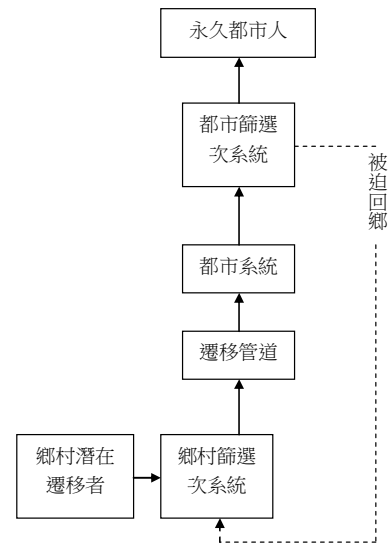 永久都市人
都市篩選
次系統
被迫回鄉
都市系統
遷移管道
鄉村潛在
遷移者
鄉村篩選
次系統